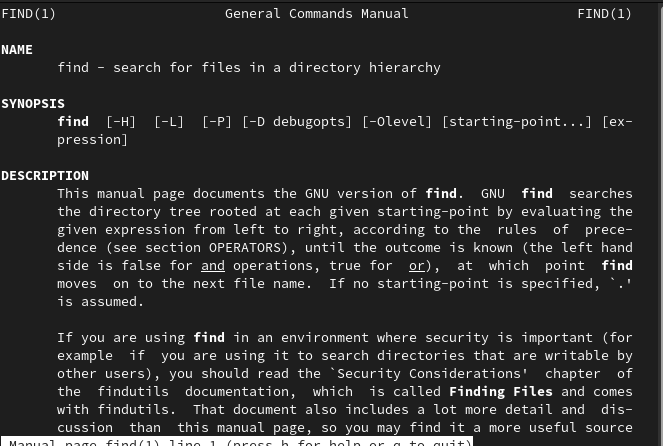 FIND(1) General Commands Manual FIND(1)
NAME
find - search for files in a directory hierarchy
SYNOPSIS
find [-H] [-L] [-P] [-D debugopts] [-Olevel] [starting-point...] [ex-
pression]
DESCRIPTION
This manual page documents the GNU version of find. GNU find searches
the directory tree rooted at each given starting-point by evaluating the
given expression from left to right, according to the rules of prece-
dence (see section OPERATORS), until the outcome is known (the left hand
side is false for and operations, true for or), at which point find
moves on to the next file name. If no starting-point is specified, `.'
is assumed.
If you are using find in an environment where security is important (for
example if you are using it to search directories that are writable by
other users), you should read the `Security Considerations' chapter of
the findutils documentation, which is called Finding Files and comes
with findutils. That document also includes a lot more detail and dis-
cussion than this manual page, so you may find it a more useful source
Manual page find(1) line 1 (press h for help or q to quit)